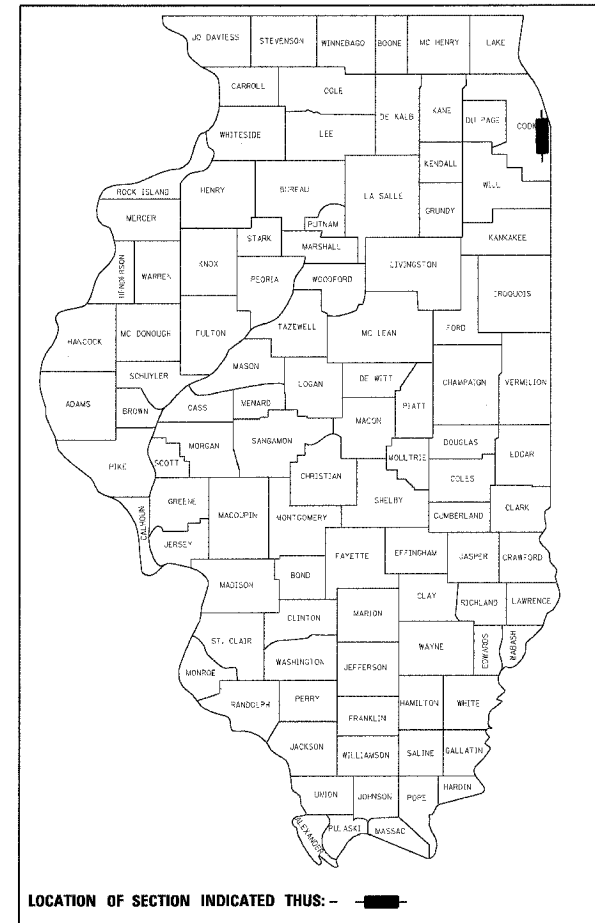 JO DAVIESS STEVENSON WINNEBAGO BOONE MC HENRY LAKE
CARROLL OGLE
DE KALB KANE DU PAGE COOK
WHITESIDE LEE
KENDALL WILL
ROCK ISLAND HENRY BUREAU LA SALLE
MERCER GRUNDY
PUTNAM KANKAKEE
STARK MARSHALL
HENDERSON WARREN KNOX PEORIA WOODFORD LIVINGSTON IROQUOIS
HANCOCK MC DONOUGH FULTON TAZEWELL MC LEAN FORD
MASON
SCHUYLER LOGAN DE WITT CHAMPAIGN VERMILION
ADAMS BROWN CASS MENARD PIATT
MACON
MORGAN SANGAMON DOUGLAS
PIKE SCOTT MOULTRIE EDGAR
CHRISTIAN COLES
GREENE MACOUPIN SHELBY CLARK
CALHOUN MONTGOMERY CUMBERLAND
JERSEY FAYETTE EFFINGHAM JASPER CRAWFORD
MADISON BOND
CLAY RICHLAND LAWRENCE
CLINTON MARION
ST. CLAIR WAYNE EDWARDS WABASH
WASHINGTON JEFFERSON
MONROE
RANDOLPH PERRY HAMILTON WHITE
FRANKLIN
JACKSON WILLIAMSON SALINE GALLATIN
UNION JOHNSON POPE HARDIN
ALEXANDER PULASKI MASSAC
LOCATION OF SECTION INDICATED THUS: -